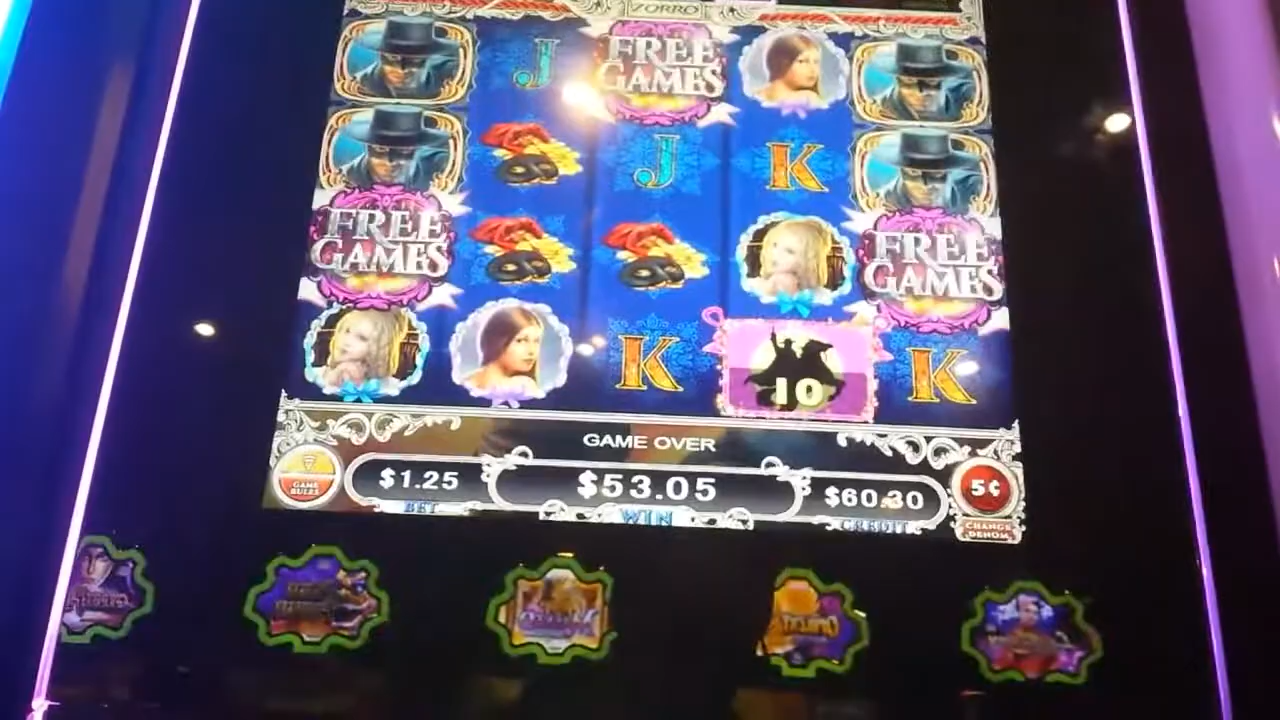 ZORRO
J
FREE
GAMES
J
K
FREE
GAMES
FREE
GAMES
K
10
K
GAME OVER
GAME
RULES
$1.25
BET
$53.05
WIN
$60.30
CREDIT
5¢
CHANGE
DENOM